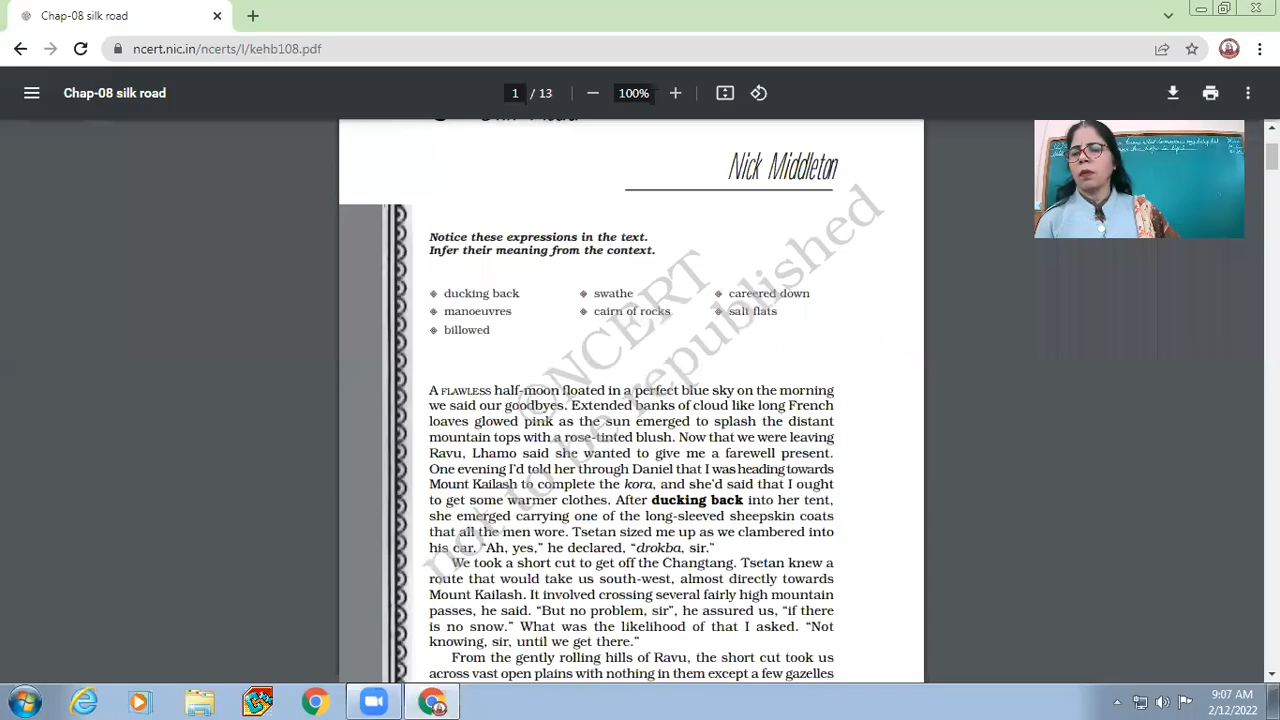 Chap-08 silk road
ncert.nic.in/ncerts/l/kehb108.pdf
Chap-08 silk road
1 / 13
100%
Nick Middleton
Notice these expressions in the text.
Infer their meaning from the context.
ducking back
swathe
careered down
manoeuvres
cairn of rocks
salt flats
billowed
©NCERT
not to be republished
A FLAWLESS half-moon floated in a perfect blue sky on the morning
we said our goodbyes. Extended banks of cloud like long French
loaves glowed pink as the sun emerged to splash the distant
mountain tops with a rose-tinted blush. Now that we were leaving
Ravu, Lhamo said she wanted to give me a farewell present.
One evening I'd told her through Daniel that I was heading towards
Mount Kailash to complete the kora, and she'd said that I ought
to get some warmer clothes. After ducking back into her tent,
she emerged carrying one of the long-sleeved sheepskin coats
that all the men wore. Tsetan sized me up as we clambered into
his car. "Ah, yes," he declared, "drokba, sir."
We took a short cut to get off the Changtang. Tsetan knew a
route that would take us south-west, almost directly towards
Mount Kailash. It involved crossing several fairly high mountain
passes, he said. "But no problem, sir", he assured us, "if there
is no snow." What was the likelihood of that I asked. "Not
knowing, sir, until we get there."
From the gently rolling hills of Ravu, the short cut took us
across vast open plains with nothing in them except a few gazelles
9:07 AM
2/12/2022